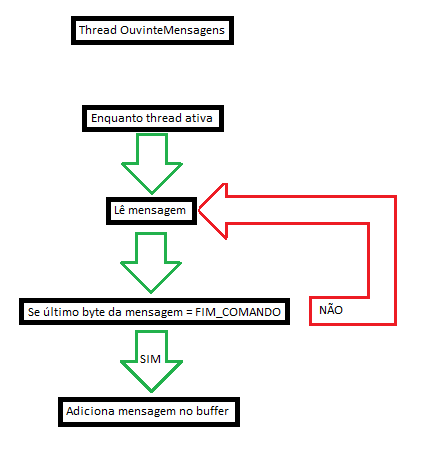 Thread OuvinteMensagens
Enquanto thread ativa
Lê mensagem
Se último byte da mensagem = FIM_COMANDO
NÃO
SIM
Adiciona mensagem no buffer